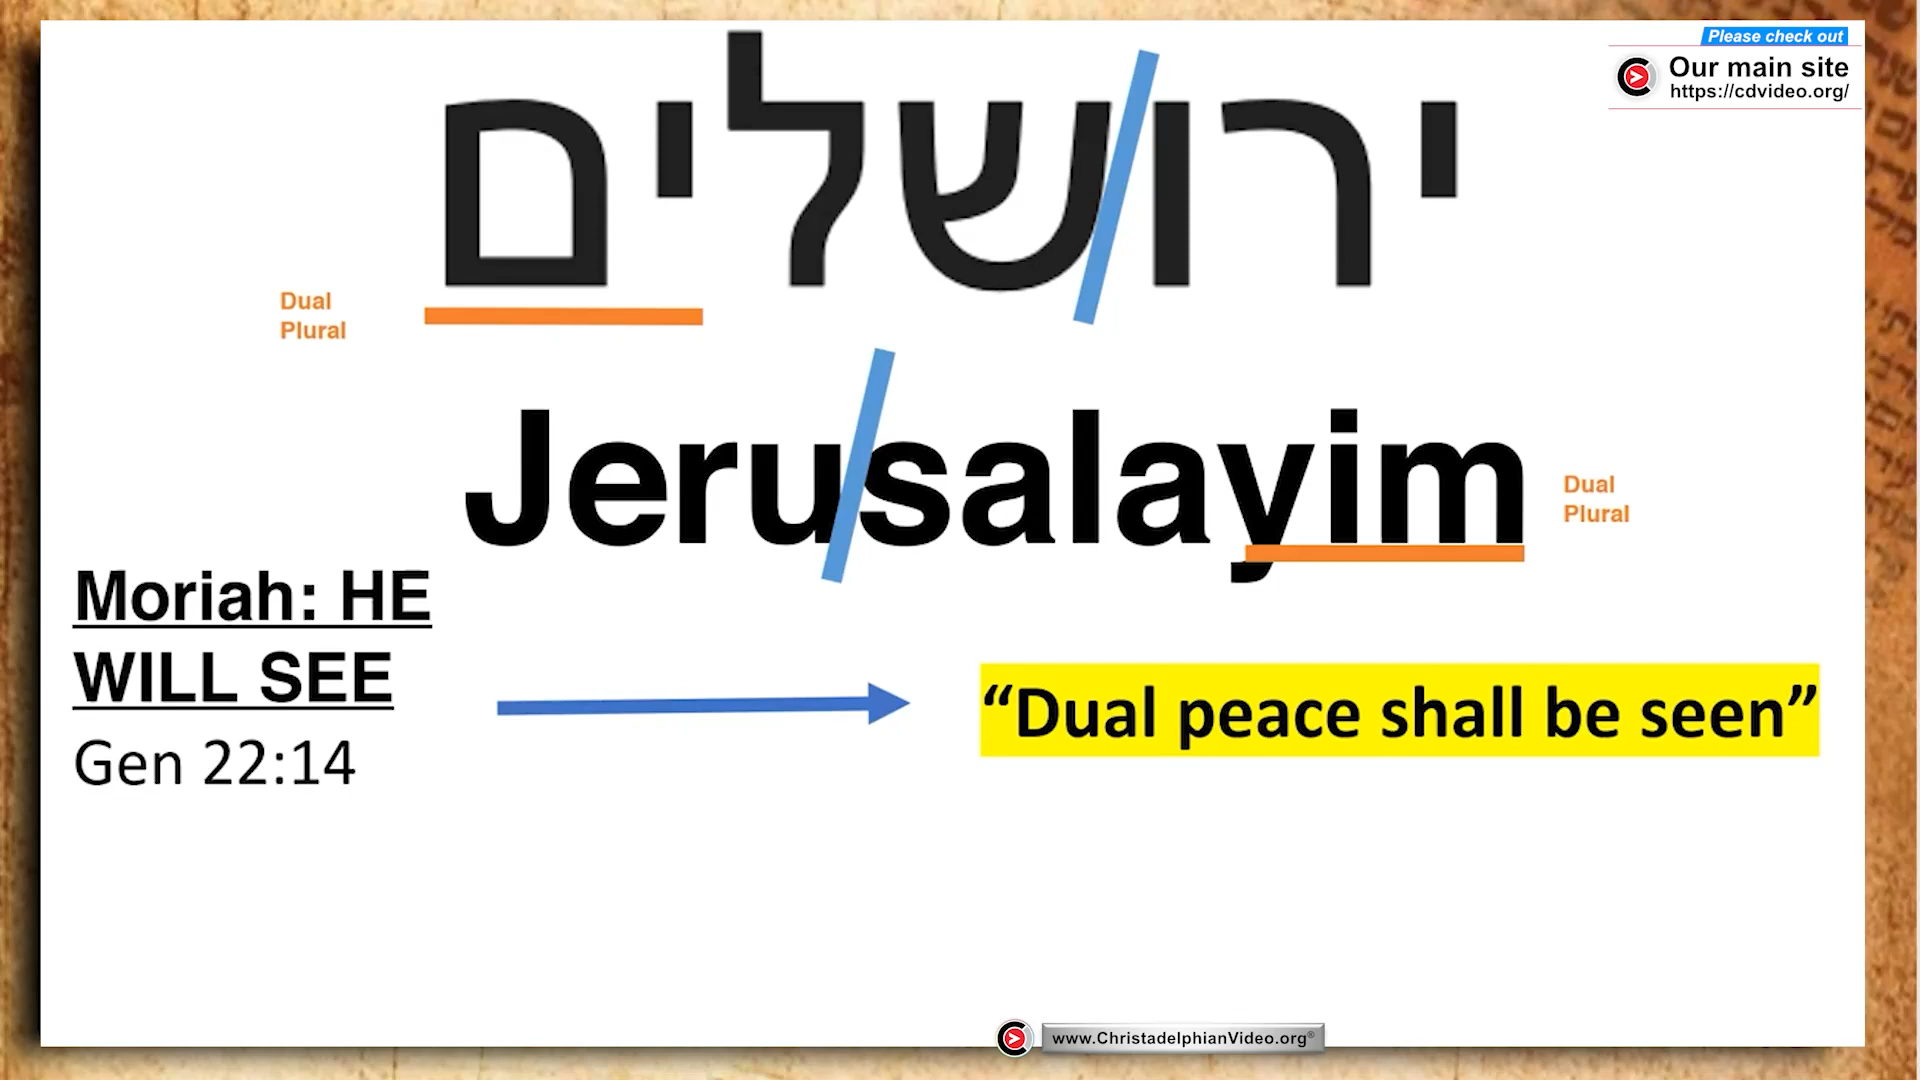 Please check out
Our main site
https://cdvideo.org/
ירושלים
Dual
Plural
Jerusalayim
Dual
Plural
Moriah: HE
WILL SEE
Gen 22:14
“Dual peace shall be seen”
www.ChristadelphianVideo.org®